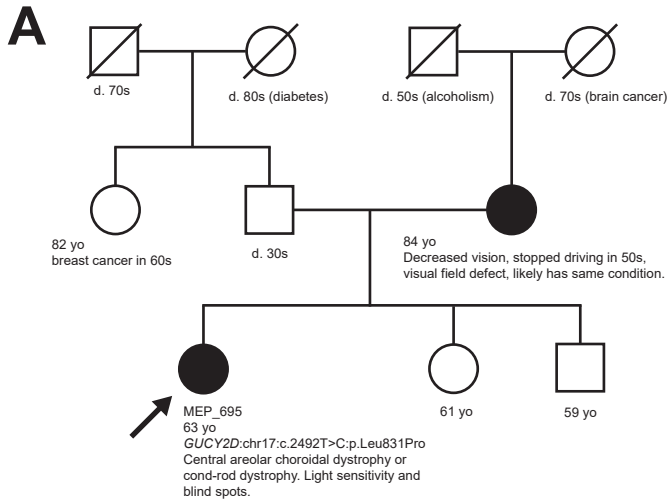 A
d. 70s
d. 80s (diabetes)
d. 50s (alcoholism)
d. 70s (brain cancer)
82 yo
breast cancer in 60s
d. 30s
84 yo
Decreased vision, stopped driving in 50s,
visual field defect, likely has same condition.
MEP_695
63 yo
GUCY2D:chr17:c.2492T>C:p.Leu831Pro
Central areolar choroidal dystrophy or
cond-rod dystrophy. Light sensitivity and
blind spots.
61 yo
59 yo